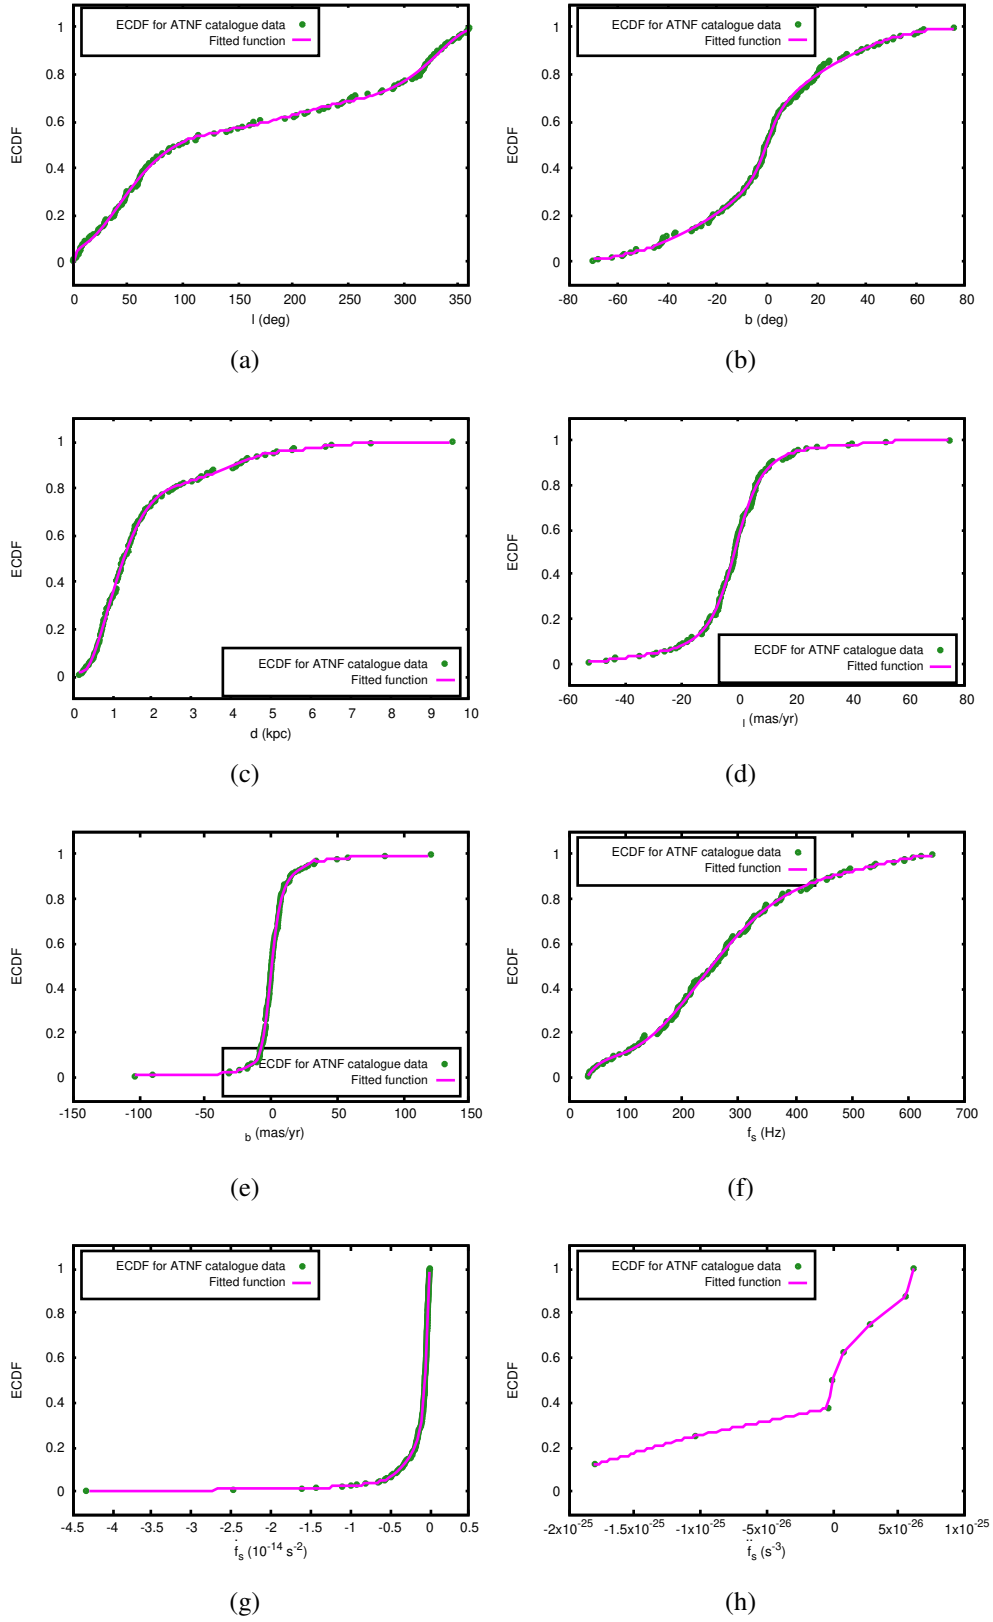 ECDF for ATNF catalogue data
Fitted function
ECDF
1
0.8
0.6
0.4
0.2
0
0 50 100 150 200 250 300 350
l (deg)
(a)
ECDF for ATNF catalogue data
Fitted function
ECDF
1
0.8
0.6
0.4
0.2
0
-80 -60 -40 -20 0 20 40 60 80
b (deg)
(b)
ECDF
1
0.8
0.6
0.4
0.2
0
ECDF for ATNF catalogue data
Fitted function
0 1 2 3 4 5 6 7 8 9 10
d (kpc)
(c)
ECDF
1
0.8
0.6
0.4
0.2
0
ECDF for ATNF catalogue data
Fitted function
-60 -40 -20 0 20 40 60 80
l (mas/yr)
(d)
ECDF
1
0.8
0.6
0.4
0.2
0
ECDF for ATNF catalogue data
Fitted function
-150 -100 -50 0 50 100 150
b (mas/yr)
(e)
ECDF for ATNF catalogue data
Fitted function
ECDF
1
0.8
0.6
0.4
0.2
0
0 100 200 300 400 500 600 700
fs (Hz)
(f)
ECDF for ATNF catalogue data
Fitted function
ECDF
1
0.8
0.6
0.4
0.2
0
-4.5 -4 -3.5 -3 -2.5 -2 -1.5 -1 -0.5 0 0.5
ḟs (10-14 s-2)
(g)
ECDF for ATNF catalogue data
Fitted function
ECDF
1
0.8
0.6
0.4
0.2
0
-2x10-25 -1.5x10-25 -1x10-25 -5x10-26 0 5x10-26 1x10-25
f̈s (s-3)
(h)